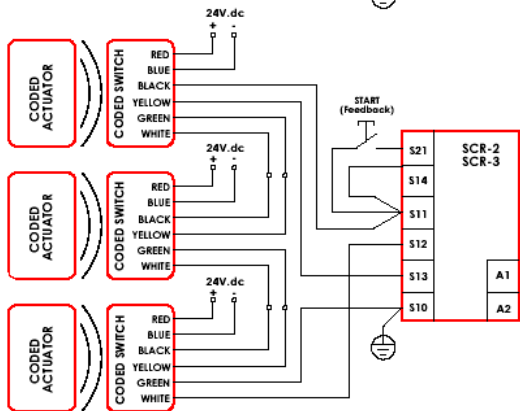 24V.dc
+ -
CODED ACTUATOR
CODED SWITCH
RED
BLUE
BLACK
YELLOW
GREEN
WHITE
24V.dc
+ -
CODED ACTUATOR
CODED SWITCH
RED
BLUE
BLACK
YELLOW
GREEN
WHITE
24V.dc
+ -
CODED ACTUATOR
CODED SWITCH
RED
BLUE
BLACK
YELLOW
GREEN
WHITE
START
(Feedback)
SCR-2
SCR-3
S21
S14
S11
S12
S13
S10
A1
A2